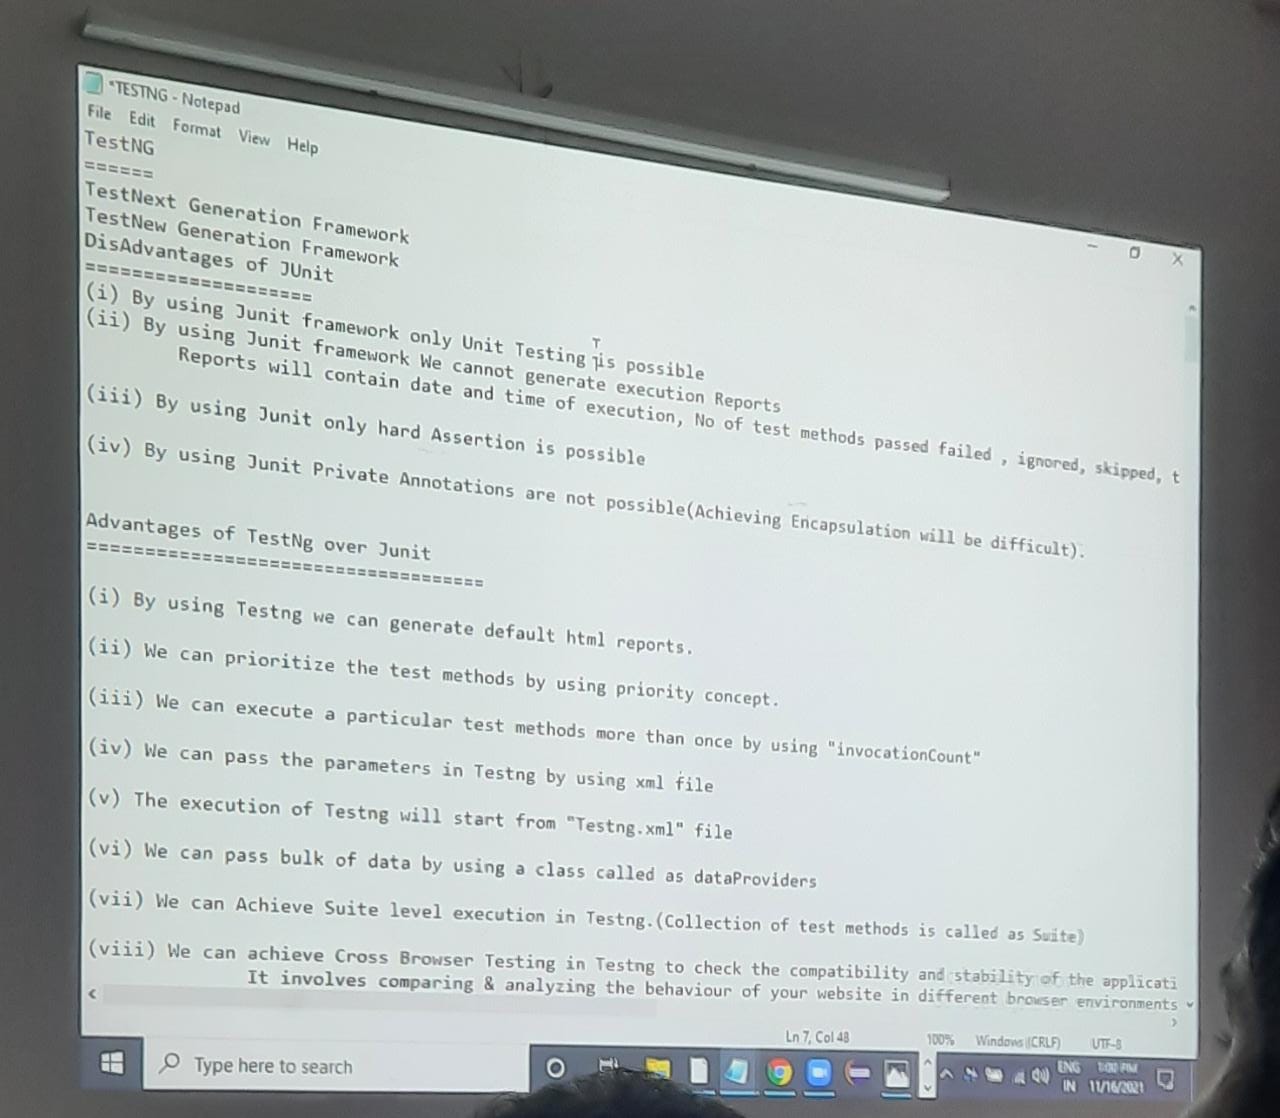 *TESTNG - Notepad
File Edit Format View Help
TestNG
======
TestNext Generation Framework
TestNew Generation Framework
DisAdvantages of JUnit
====================
(i) By using Junit framework only Unit Testing is possible
(ii) By using Junit framework We cannot generate execution Reports
Reports will contain date and time of execution, No of test methods passed failed , ignored, skipped, t
(iii) By using Junit only hard Assertion is possible
(iv) By using Junit Private Annotations are not possible(Achieving Encapsulation will be difficult).
Advantages of TestNg over Junit
==================================
(i) By using Testng we can generate default html reports.
(ii) We can prioritize the test methods by using priority concept.
(iii) We can execute a particular test methods more than once by using "invocationCount"
(iv) We can pass the parameters in Testng by using xml file
(v) The execution of Testng will start from "Testng.xml" file
(vi) We can pass bulk of data by using a class called as dataProviders
(vii) We can Achieve Suite level execution in Testng.(Collection of test methods is called as Suite)
(viii) We can achieve Cross Browser Testing in Testng to check the compatibility and stability of the applicati
It involves comparing & analyzing the behaviour of your website in different browser environments
Ln 7, Col 48 100% Windows (CRLF) UTF-8
Type here to search
ENG
IN 11/16/2021